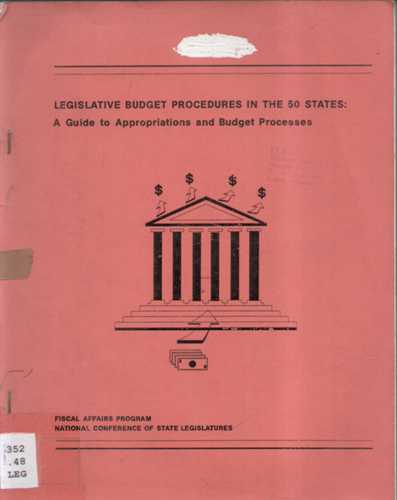 LEGISLATIVE BUDGET PROCEDURES IN THE 50 STATES:
A Guide to Appropriations and Budget Processes
$ $ $ $
FISCAL AFFAIRS PROGRAM
NATIONAL CONFERENCE OF STATE LEGISLATURES
352
.48
LEG